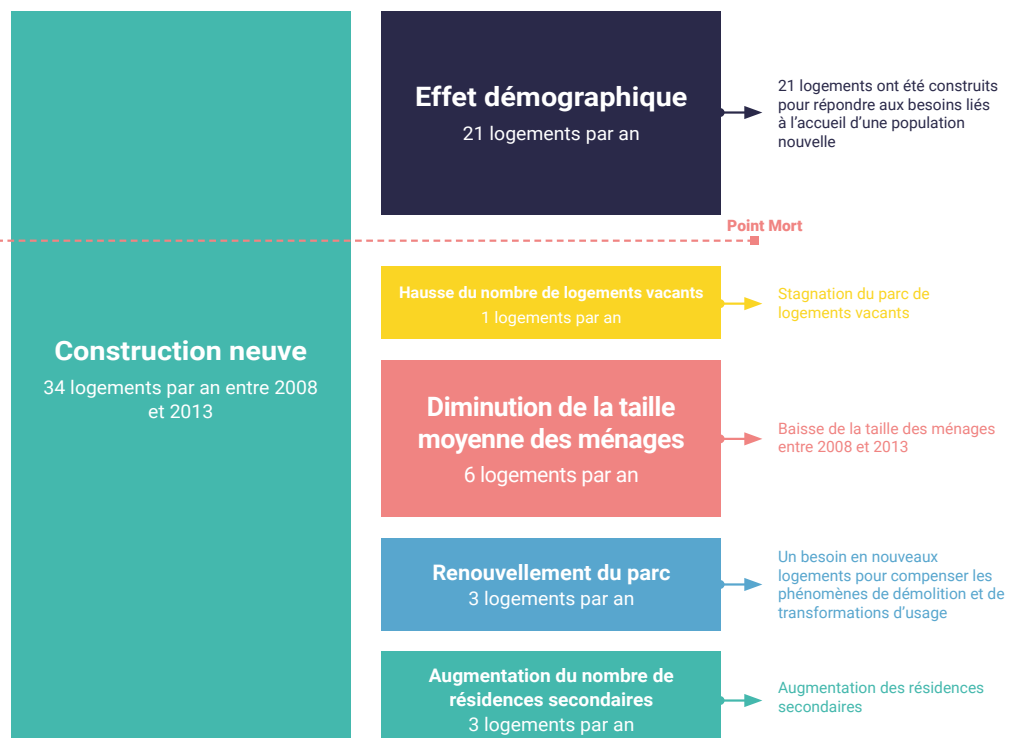 Construction neuve
34 logements par an entre 2008
et 2013
Effet démographique
21 logements par an
21 logements ont été construits
pour répondre aux besoins liés
à l'accueil d'une population
nouvelle
Point Mort
Hausse du nombre de logements vacants
1 logements par an
Stagnation du parc de
logements vacants
Diminution de la taille
moyenne des ménages
6 logements par an
Baisse de la taille des ménages
entre 2008 et 2013
Renouvellement du parc
3 logements par an
Un besoin en nouveaux
logements pour compenser les
phénomènes de démolition et de
transformations d'usage
Augmentation du nombre de
résidences secondaires
3 logements par an
Augmentation des résidences
secondaires